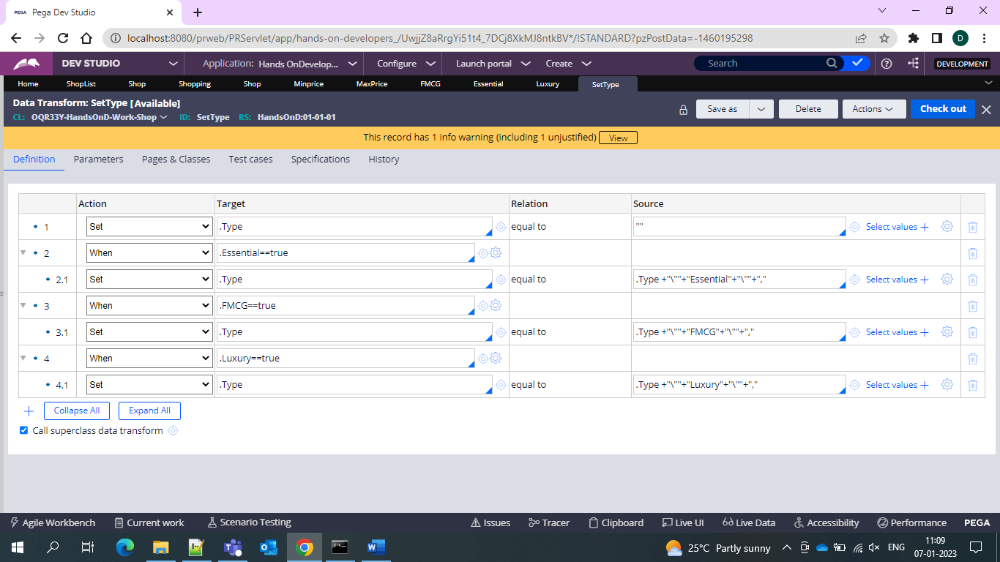 PEGA Pega Dev Studio
localhost:8080/prweb/PRServlet/app/hands-on-developers_/UwjjZ8aRrgYi51t4_7DCj8XkMJ8ntkBV*/!STANDARD?pzPostData=-1460195298
D
DEV STUDIO Application: Hands OnDevelop... Configure Launch portal Create Search DEVELOPMENT
Home ShopList Shop Shopping Shop Minprice MaxPrice FMCG Essential Luxury SetType
Data Transform: SetType [Available]
CL: OQR33Y-HandsOnD-Work-Shop ID: SetType RS: HandsOnD:01-01-01
Save as Delete Actions Check out
This record has 1 info warning (including 1 unjustified) View
Definition Parameters Pages & Classes Test cases Specifications History
Action Target Relation Source
1 Set .Type equal to "" Select values
2 When .Essential==true
2.1 Set .Type equal to .Type +"\""+"Essential"+"\""+"," Select values
3 When .FMCG==true
3.1 Set .Type equal to .Type +"\""+"FMCG"+"\""+"," Select values
4 When .Luxury==true
4.1 Set .Type equal to .Type +"\""+"Luxury"+"\""+"," Select values
Collapse All Expand All
Call superclass data transform
Agile Workbench Current work Scenario Testing Issues Tracer Clipboard Live UI Live Data Accessibility Performance PEGA
25°C Partly sunny ENG 11:09
07-01-2023